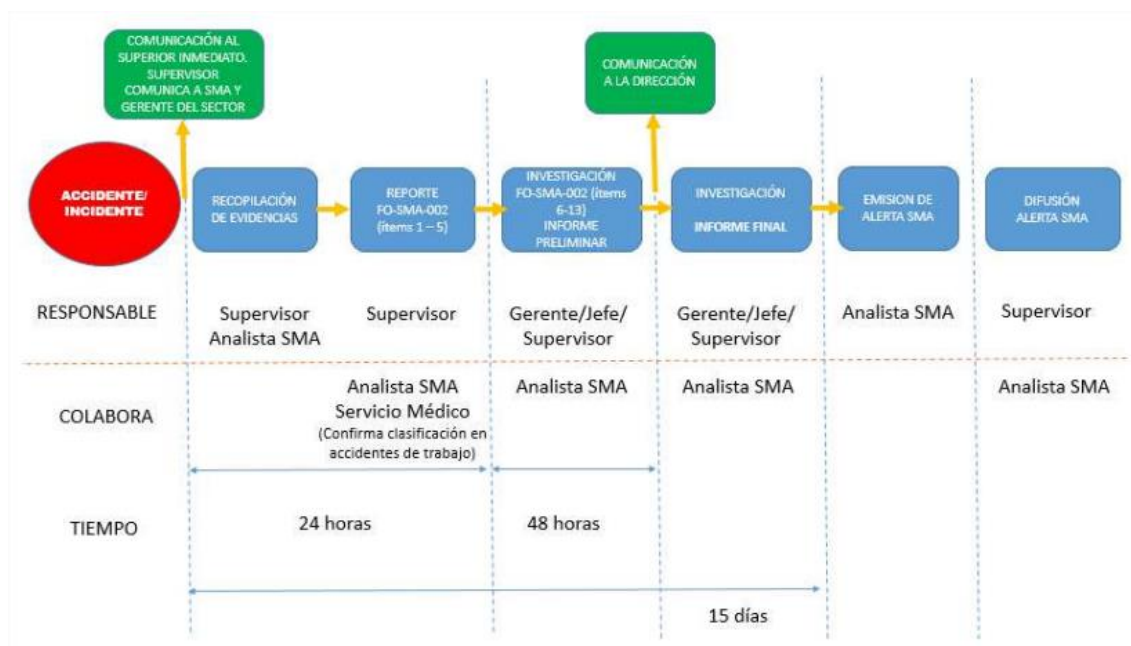 COMUNICACIÓN AL
SUPERIOR INMEDIATO.
SUPERVISOR
COMUNICA A SMA Y
GERENTE DEL SECTOR
COMUNICACIÓN
A LA DIRECCIÓN
ACCIDENTE/
INCIDENTE
RECOPILACIÓN
DE EVIDENCIAS
REPORTE
FO-SMA-002
(ítems 1 – 5)
INVESTIGACIÓN
FO-SMA-002 (ítems
6-13)
INFORME
PRELIMINAR
INVESTIGACIÓN
INFORME FINAL
EMISION DE
ALERTA SMA
DIFUSIÓN
ALERTA SMA
RESPONSABLE
Supervisor
Analista SMA
Supervisor
Gerente/Jefe/
Supervisor
Gerente/Jefe/
Supervisor
Analista SMA
Supervisor
COLABORA
Analista SMA
Servicio Médico
(Confirma clasificación en
accidentes de trabajo)
Analista SMA
Analista SMA
Analista SMA
TIEMPO
24 horas
48 horas
15 días